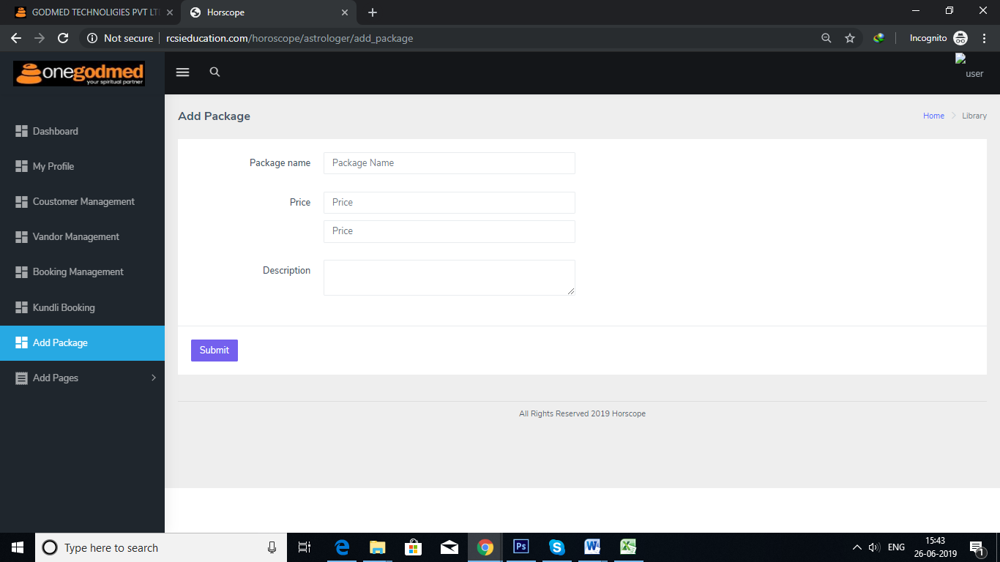 GODMED TECHNOLIGIES PVT LT
Horscope
Not secure
rcsieducation.com/horoscope/astrologer/add_package
Incognito
onegodmed
your spiritual partner
user
Add Package
Home
Library
Dashboard
My Profile
Coustomer Management
Vandor Management
Booking Management
Kundli Booking
Add Package
Add Pages
Package name
Package Name
Price
Price
Price
Description
Submit
All Rights Reserved 2019 Horscope
Type here to search
Ps
ENG
15:43
26-06-2019
1